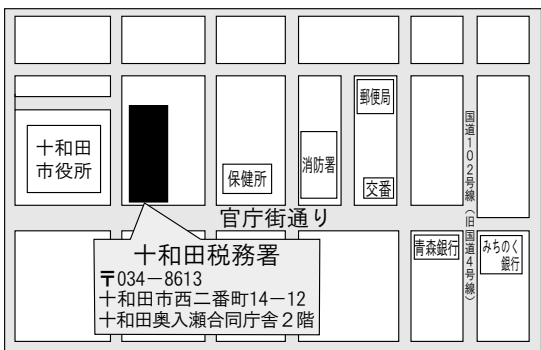 郵便局
国道102号線(旧国道4号線)
十和田
市役所
保健所
消防署
交番
官庁街通り
十和田税務署
〒034－8613
十和田市西二番町14－12
十和田奥入瀬合同庁舎２階
青森銀行
みちのく
銀行